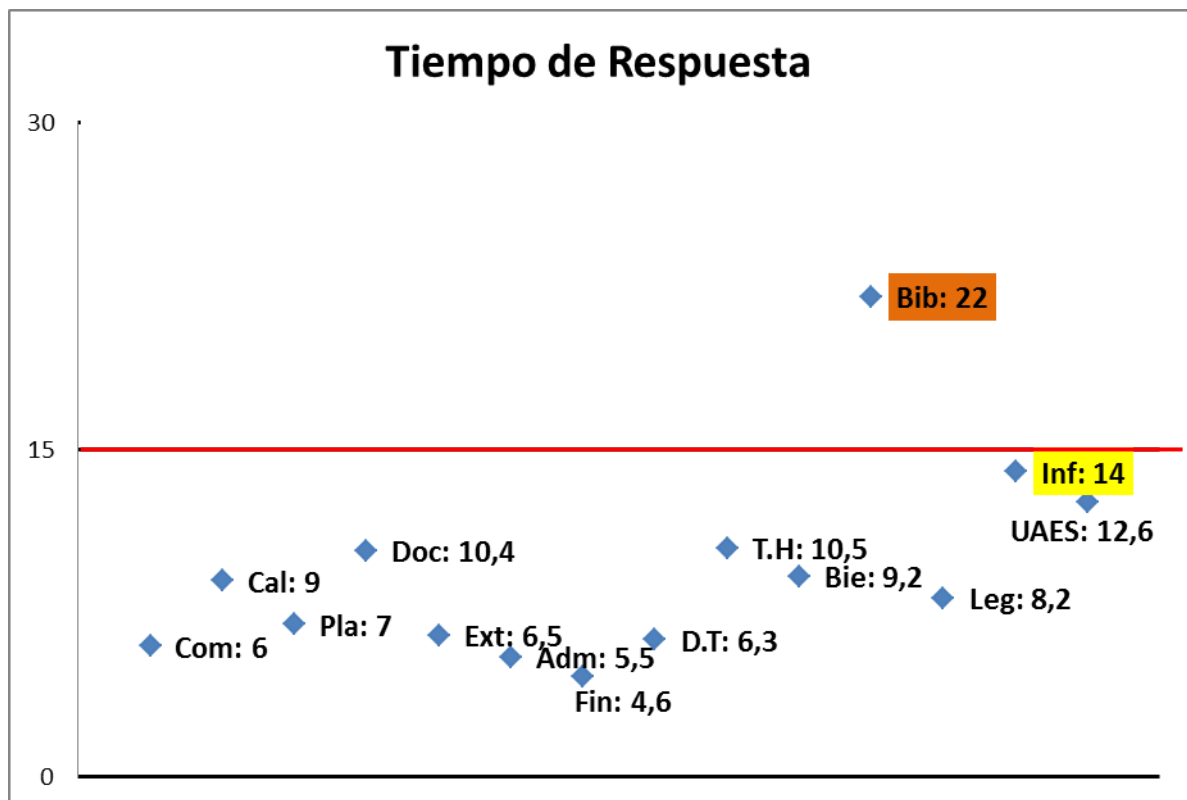 Tiempo de Respuesta
30
Bib: 22
15
Inf: 14
UAES: 12,6
Doc: 10,4
T.H: 10,5
Cal: 9
Bie: 9,2
Leg: 8,2
Pla: 7
Com: 6
Ext: 6,5
D.T: 6,3
Adm: 5,5
Fin: 4,6
0